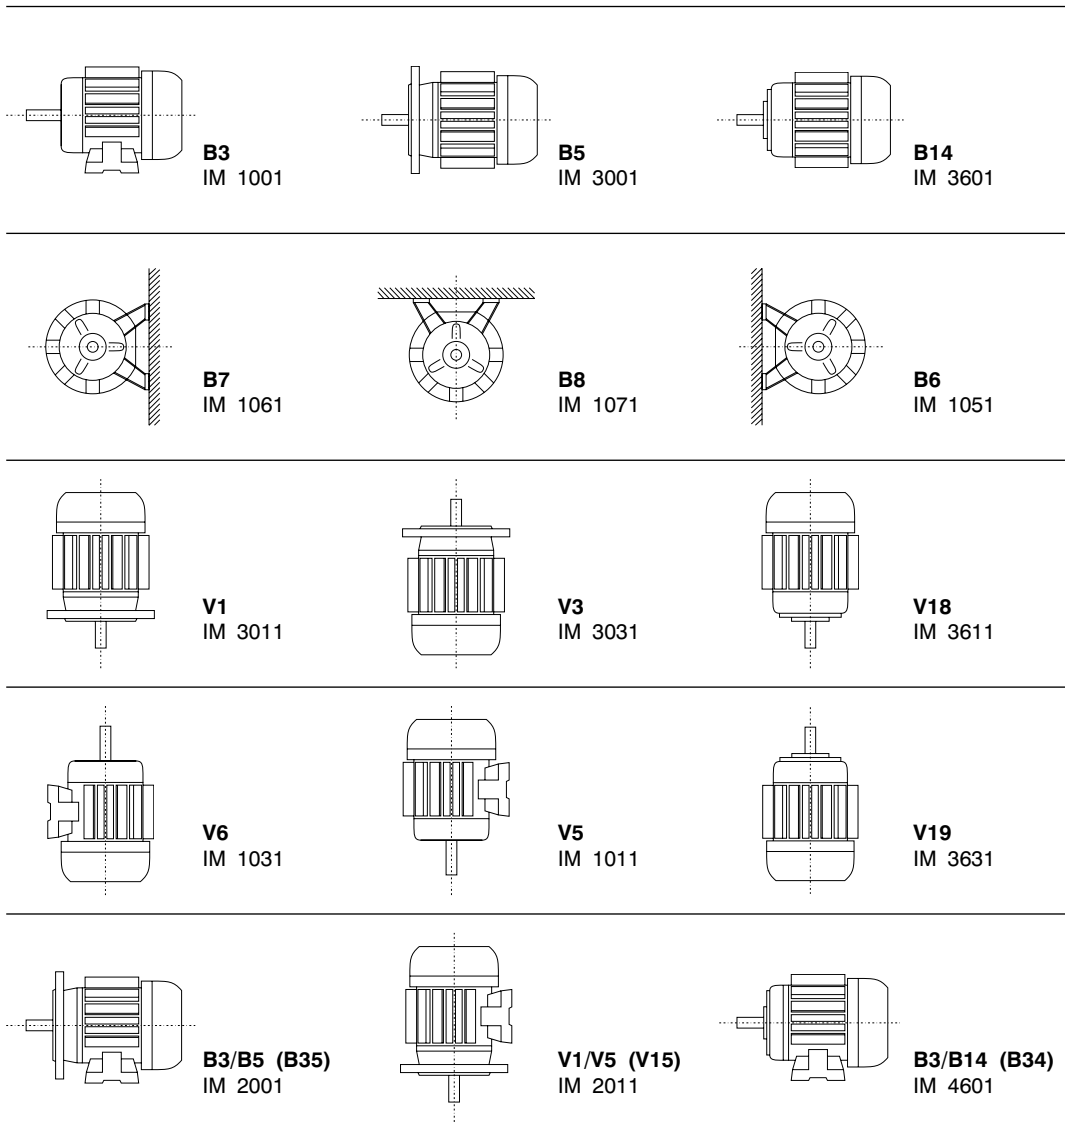 B3
IM 1001
B5
IM 3001
B14
IM 3601
B7
IM 1061
B8
IM 1071
B6
IM 1051
V1
IM 3011
V3
IM 3031
V18
IM 3611
V6
IM 1031
V5
IM 1011
V19
IM 3631
B3/B5 (B35)
IM 2001
V1/V5 (V15)
IM 2011
B3/B14 (B34)
IM 4601